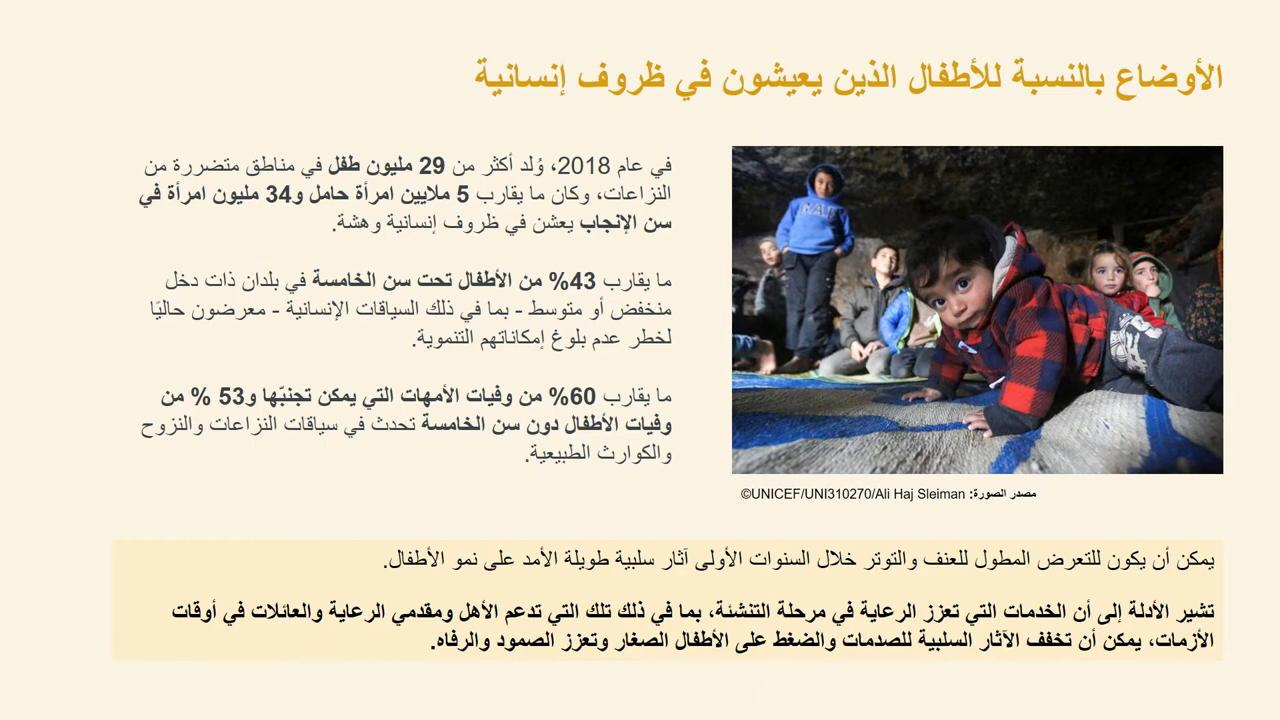 الأوضاع بالنسبة للأطفال الذين يعيشون في ظروف إنسانية
في عام 2018، وُلد أكثر من 29 مليون طفل في مناطق متضررة من
النزاعات، وكان ما يقارب 5 ملايين امرأة حامل و34 مليون امرأة في
سن الإنجاب يعشن في ظروف إنسانية وهشة.
ما يقارب 43% من الأطفال تحت سن الخامسة في بلدان ذات دخل
منخفض أو متوسط - بما في ذلك السياقات الإنسانية - معرضون حاليًا
لخطر عدم بلوغ إمكاناتهم التنموية.
ما يقارب 60% من وفيات الأمهات التي يمكن تجنبّها و53 % من
وفيات الأطفال دون سن الخامسة تحدث في سياقات النزاعات والنزوح
والكوارث الطبيعية.
مصدر الصورة: ©UNICEF/UNI310270/Ali Haj Sleiman
يمكن أن يكون للتعرض المطول للعنف والتوتر خلال السنوات الأولى آثار سلبية طويلة الأمد على نمو الأطفال.
تشير الأدلة إلى أن الخدمات التي تعزز الرعاية في مرحلة التنشئة، بما في ذلك تلك التي تدعم الأهل ومقدمي الرعاية والعائلات في أوقات
الأزمات، يمكن أن تخفف الآثار السلبية للصدمات والضغط على الأطفال الصغار وتعزز الصمود والرفاه.